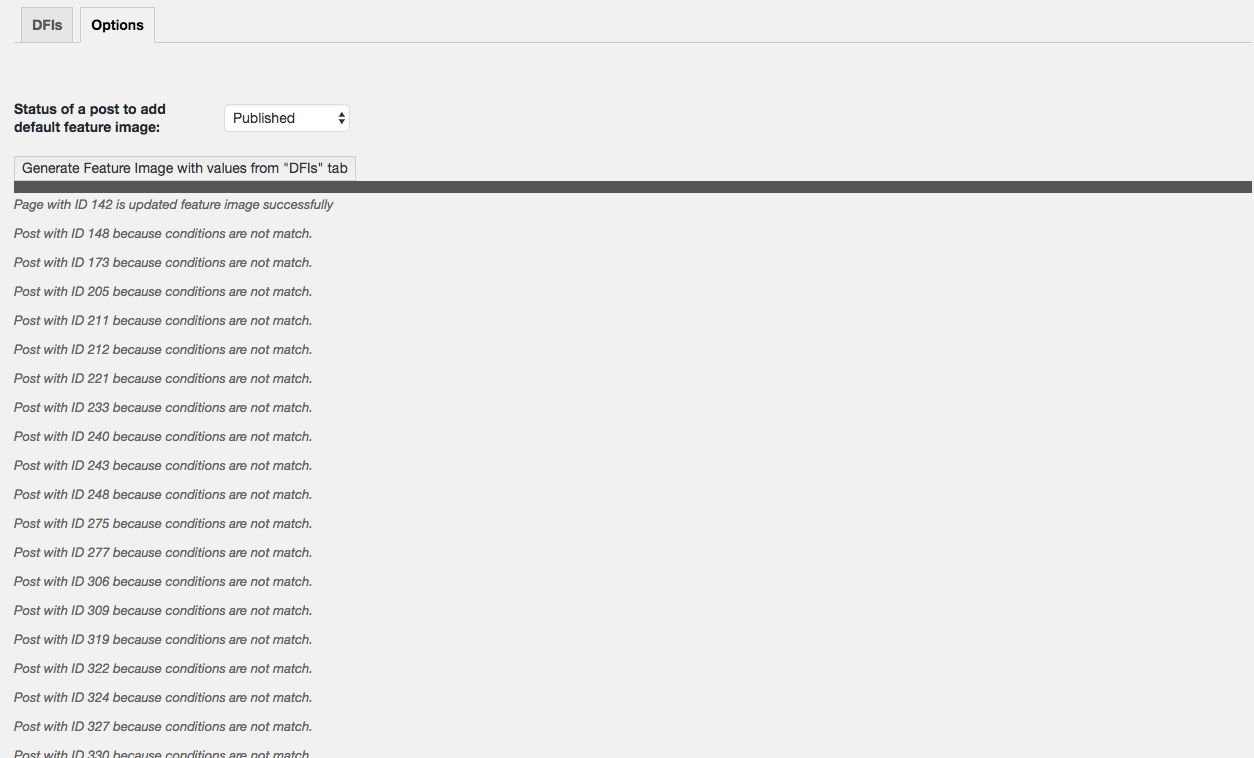 DFIs
Options
Status of a post to add
default feature image:
Published
Generate Feature Image with values from "DFIs" tab
Page with ID 142 is updated feature image successfully
Post with ID 148 because conditions are not match.
Post with ID 173 because conditions are not match.
Post with ID 205 because conditions are not match.
Post with ID 211 because conditions are not match.
Post with ID 212 because conditions are not match.
Post with ID 221 because conditions are not match.
Post with ID 233 because conditions are not match.
Post with ID 240 because conditions are not match.
Post with ID 243 because conditions are not match.
Post with ID 248 because conditions are not match.
Post with ID 275 because conditions are not match.
Post with ID 277 because conditions are not match.
Post with ID 306 because conditions are not match.
Post with ID 309 because conditions are not match.
Post with ID 319 because conditions are not match.
Post with ID 322 because conditions are not match.
Post with ID 324 because conditions are not match.
Post with ID 327 because conditions are not match.
Post with ID 330 because conditions are not match.